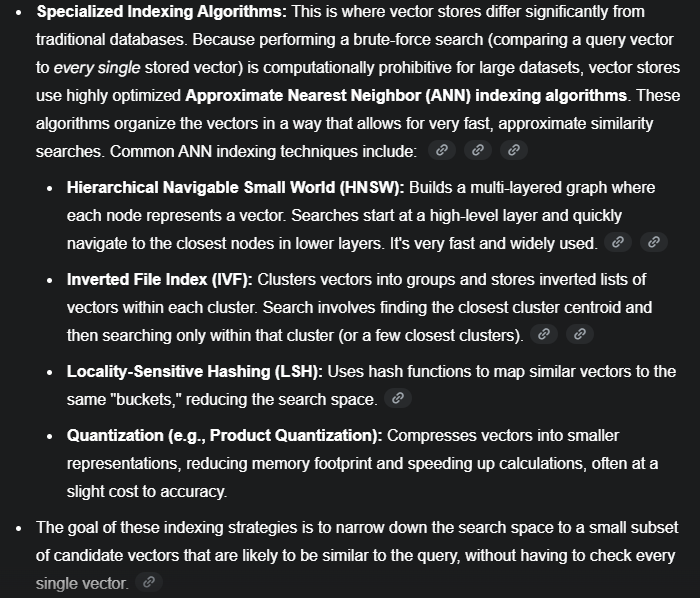 • Specialized Indexing Algorithms: This is where vector stores differ significantly from
traditional databases. Because performing a brute-force search (comparing a query vector
to every single stored vector) is computationally prohibitive for large datasets, vector stores
use highly optimized Approximate Nearest Neighbor (ANN) indexing algorithms. These
algorithms organize the vectors in a way that allows for very fast, approximate similarity
searches. Common ANN indexing techniques include:
• Hierarchical Navigable Small World (HNSW): Builds a multi-layered graph where
each node represents a vector. Searches start at a high-level layer and quickly
navigate to the closest nodes in lower layers. It's very fast and widely used.
• Inverted File Index (IVF): Clusters vectors into groups and stores inverted lists of
vectors within each cluster. Search involves finding the closest cluster centroid and
then searching only within that cluster (or a few closest clusters).
• Locality-Sensitive Hashing (LSH): Uses hash functions to map similar vectors to the
same "buckets," reducing the search space.
• Quantization (e.g., Product Quantization): Compresses vectors into smaller
representations, reducing memory footprint and speeding up calculations, often at a
slight cost to accuracy.
• The goal of these indexing strategies is to narrow down the search space to a small subset
of candidate vectors that are likely to be similar to the query, without having to check every
single vector.